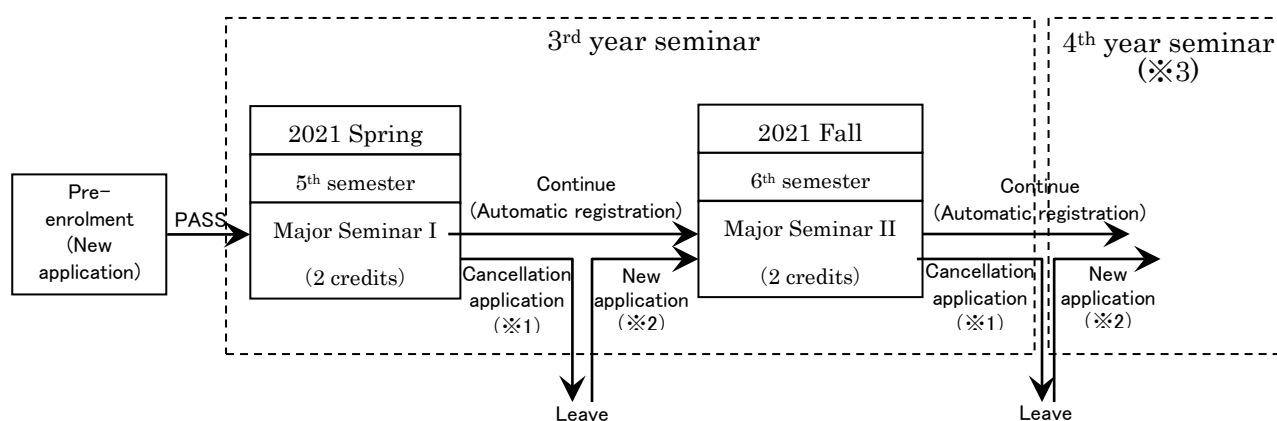 3rd year seminar
4th year seminar
(※3)
Pre-
enrolment
(New
application)
PASS
2021 Spring
5th semester
Major Seminar I
(2 credits)
Continue
(Automatic registration)
Cancellation
application
(※1)
New
application
(※2)
Leave
2021 Fall
6th semester
Major Seminar II
(2 credits)
Continue
(Automatic registration)
Cancellation
application
(※1)
New
application
(※2)
Leave